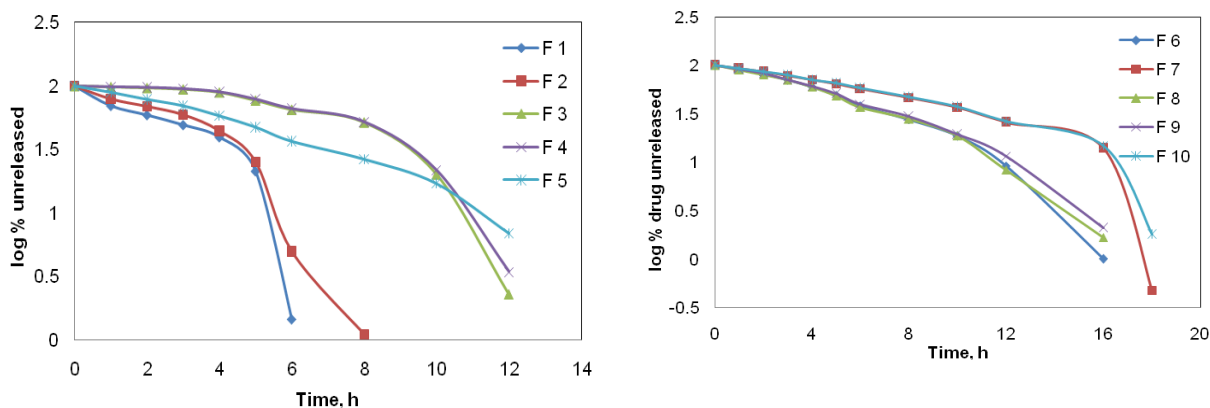 2.5
2
1.5
1
0.5
0
0 2 4 6 8 10 12 14
log % unreleased
Time, h
F 1
F 2
F 3
F 4
F 5
2.5
2
1.5
1
0.5
0
-0.5
0 4 8 12 16 20
log % drug unreleased
Time, h
F 6
F 7
F 8
F 9
F 10